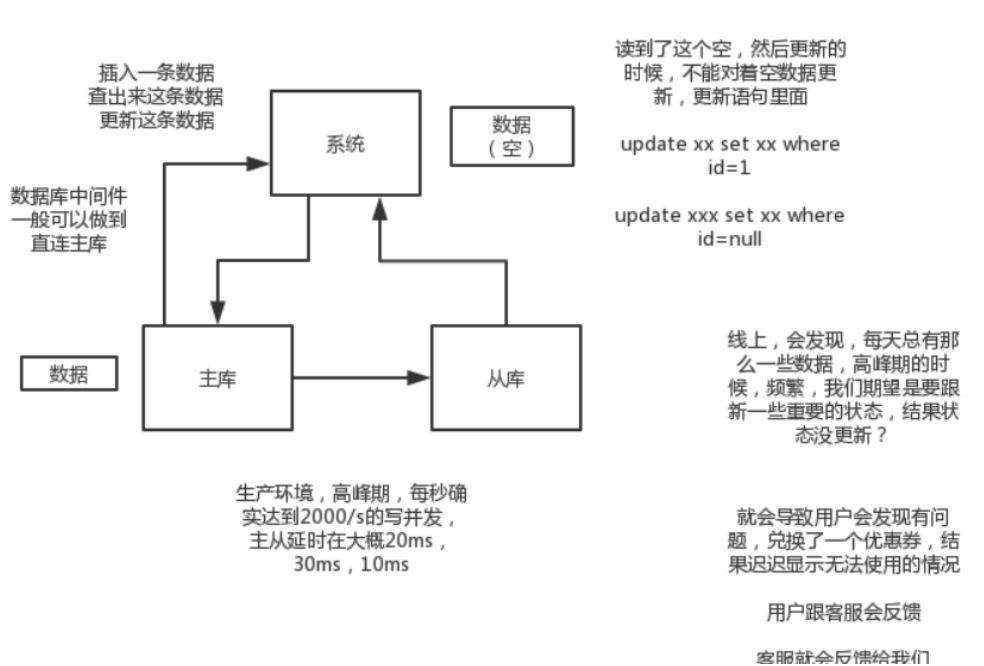 插入一条数据
查出来这条数据
更新这条数据
系统
数据
（空）
读到了这个空，然后更新的
时候，不能对着空数据更
新，更新语句里面
update xx set xx where
id=1
update xxx set xx where
id=null
数据库中间件
一般可以做到
直连主库
数据
主库
从库
线上，会发现，每天总有那
么一些数据，高峰期的时
候，频繁，我们期望是要跟
新一些重要的状态，结果状
态没更新？
生产环境，高峰期，每秒确
实达到2000/s的写并发，
主从延时在大概20ms，
30ms，10ms
就会导致用户会发现有问
题，兑换了一个优惠券，结
果迟迟显示无法使用的情况
用户跟客服会反馈
客服就会反馈给我们